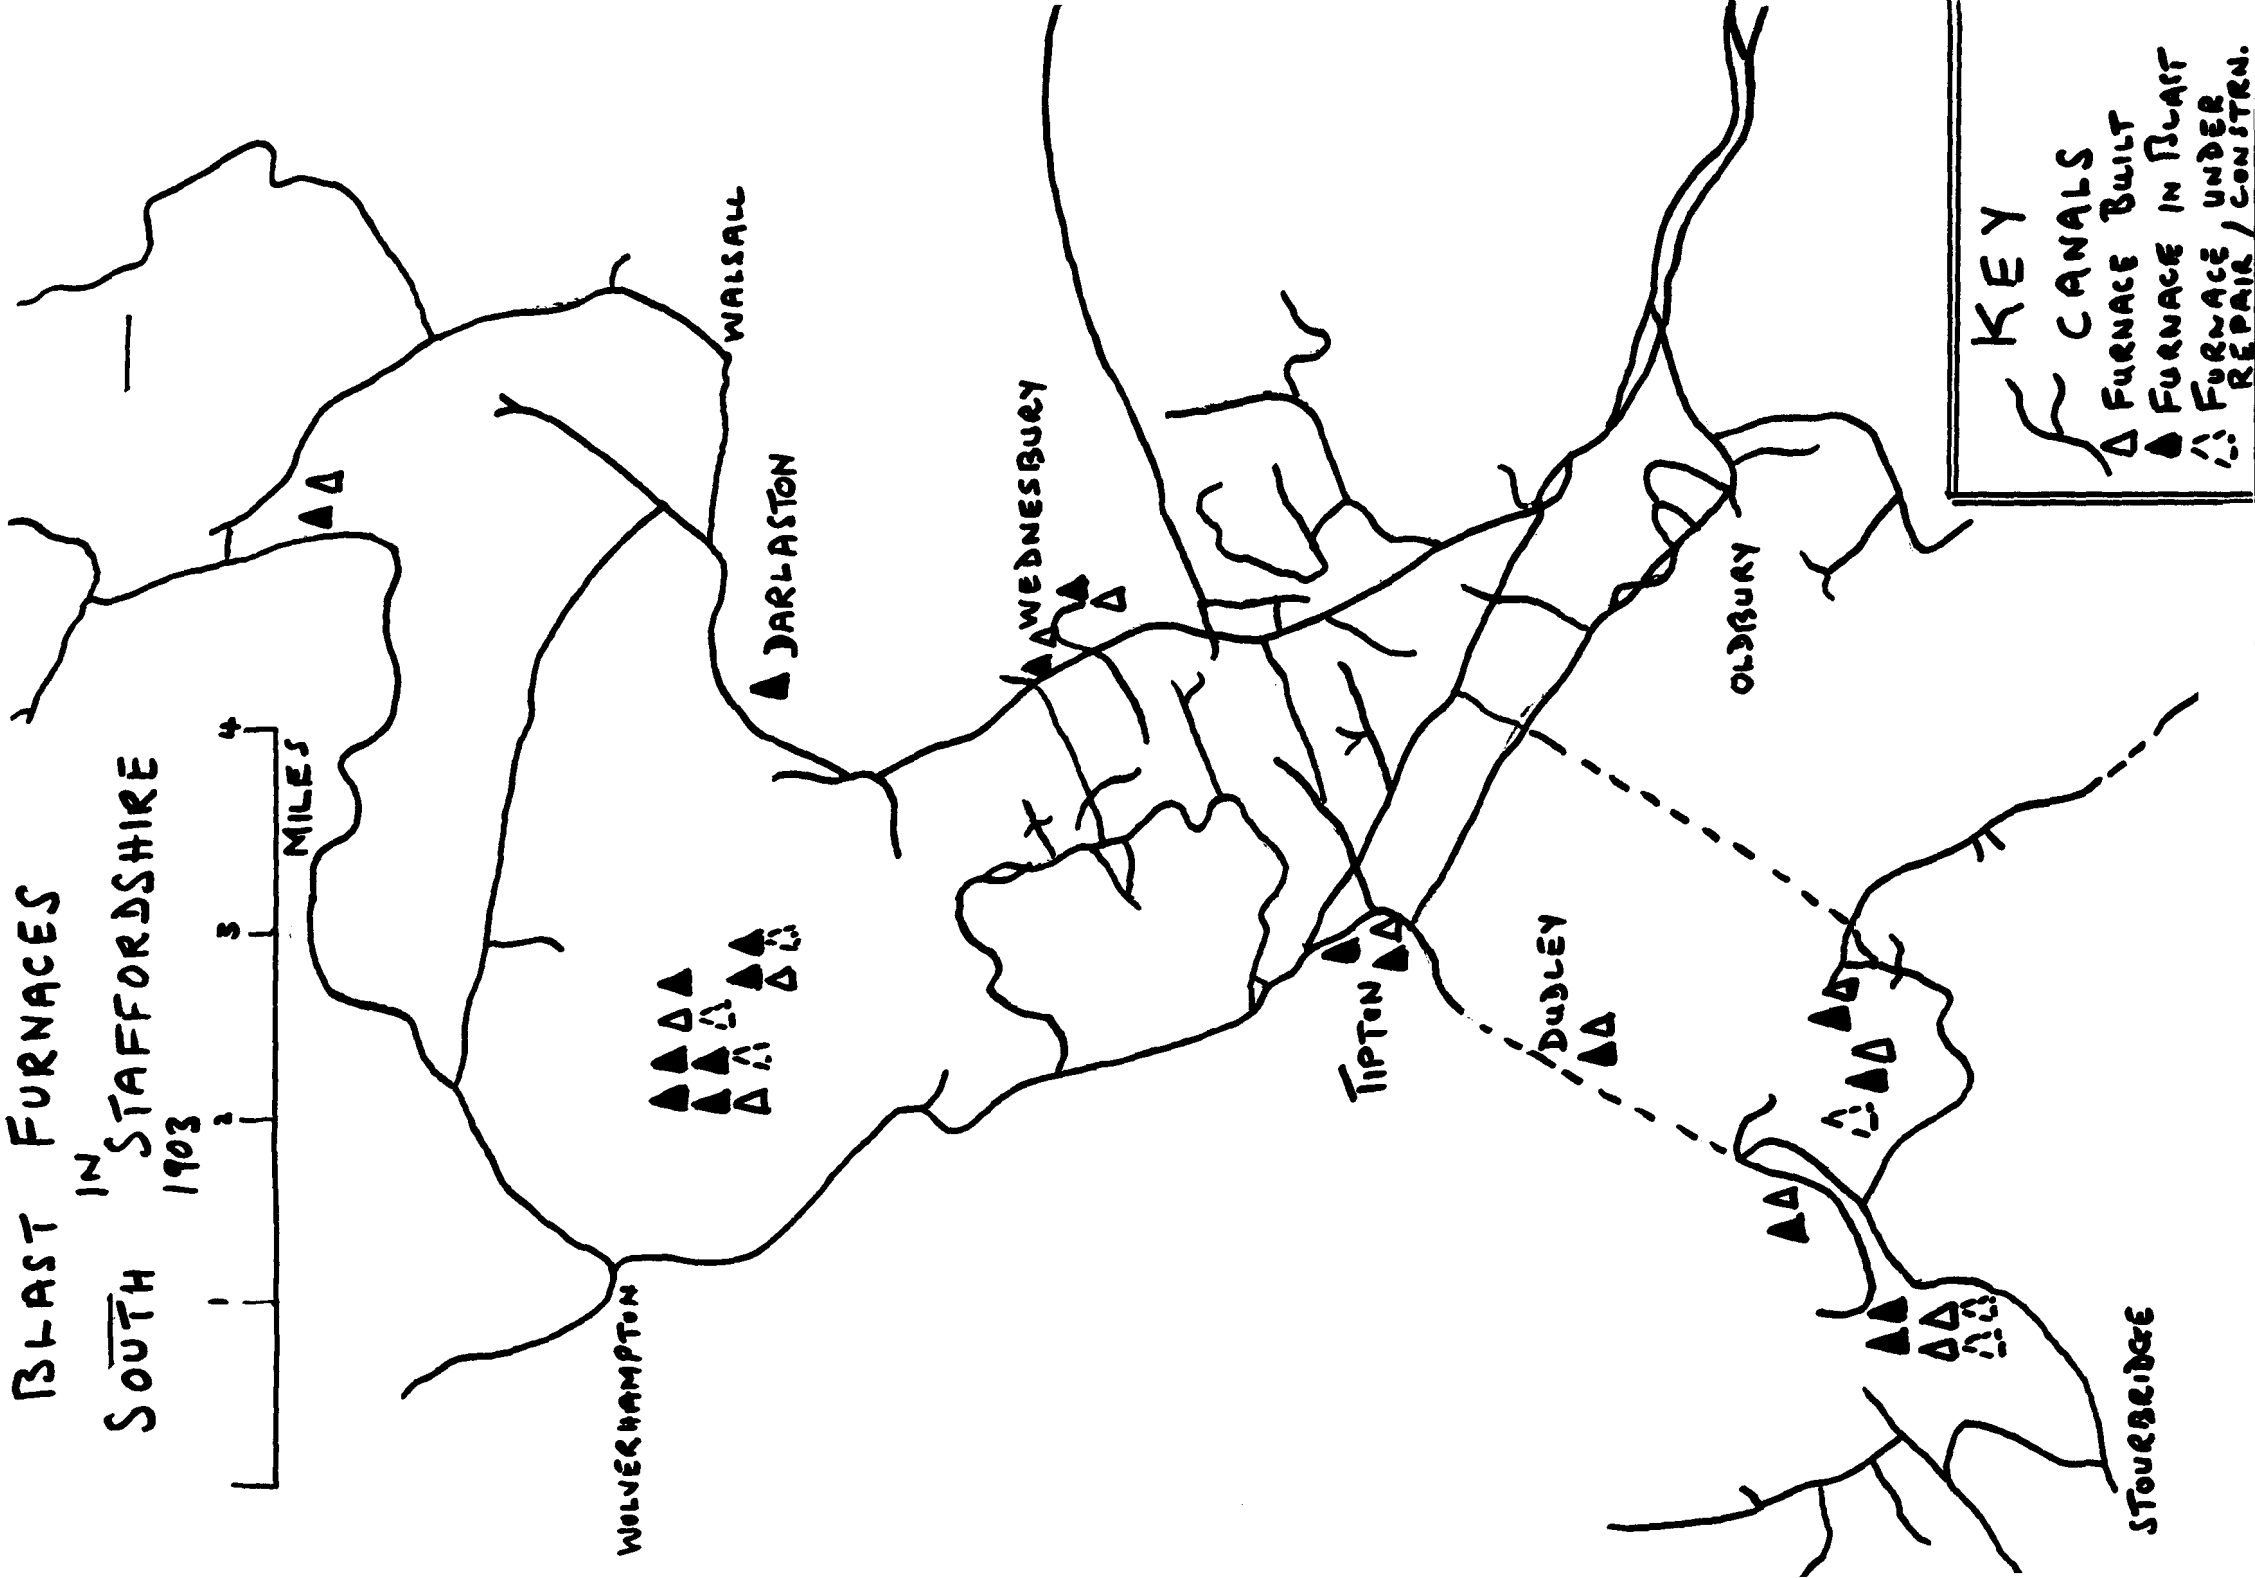 BLAST FURNACES
IN
SOUTH STAFFORDSHIRE
1903
1 2 3 4
MILES
WOLVERHAMPTON
WALSALL
DARLASTON
WEDNESBURY
TIPTON
DUDLEY
OLDBURY
STOURBRIDGE
KEY
CANALS
FURNACE BUILT
FURNACE IN BLAST
FURNACE UNDER
REPAIR/CONSTRN.